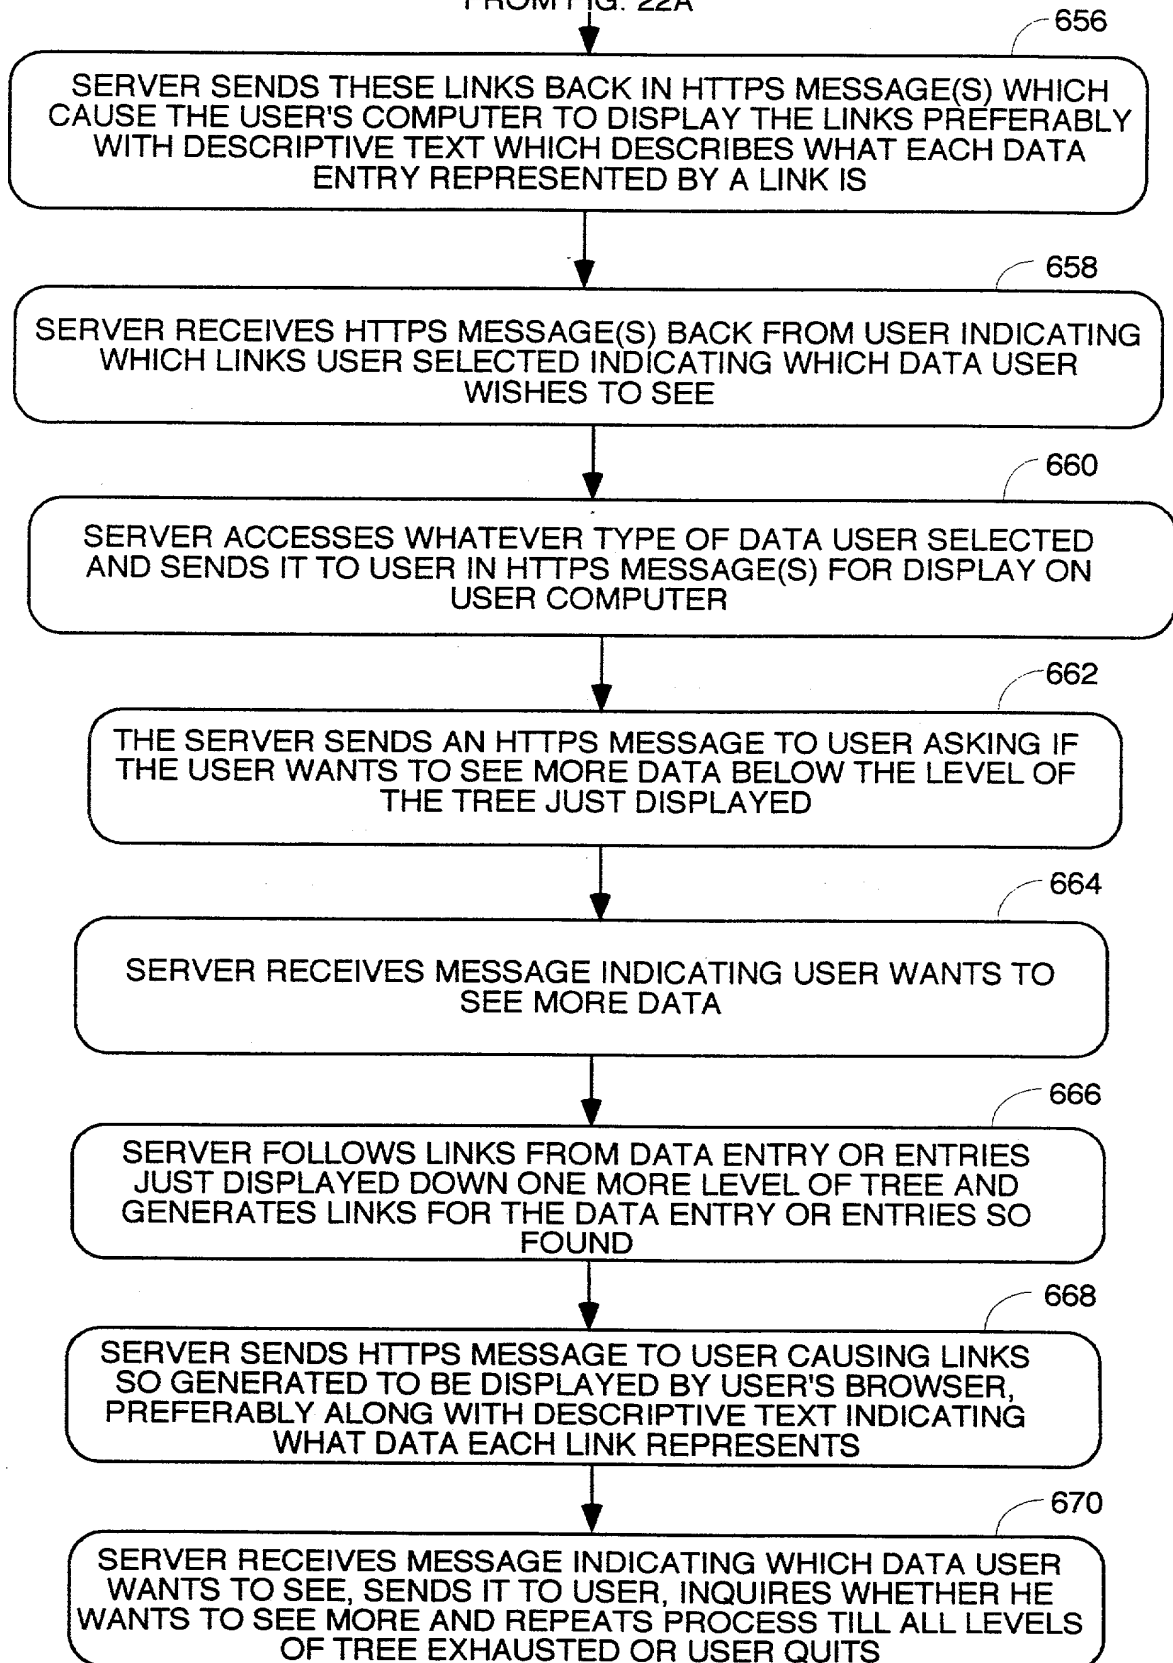 FROM FIG. 22A
656
SERVER SENDS THESE LINKS BACK IN HTTPS MESSAGE(S) WHICH
CAUSE THE USER'S COMPUTER TO DISPLAY THE LINKS PREFERABLY
WITH DESCRIPTIVE TEXT WHICH DESCRIBES WHAT EACH DATA
ENTRY REPRESENTED BY A LINK IS
658
SERVER RECEIVES HTTPS MESSAGE(S) BACK FROM USER INDICATING
WHICH LINKS USER SELECTED INDICATING WHICH DATA USER
WISHES TO SEE
660
SERVER ACCESSES WHATEVER TYPE OF DATA USER SELECTED
AND SENDS IT TO USER IN HTTPS MESSAGE(S) FOR DISPLAY ON
USER COMPUTER
662
THE SERVER SENDS AN HTTPS MESSAGE TO USER ASKING IF
THE USER WANTS TO SEE MORE DATA BELOW THE LEVEL OF
THE TREE JUST DISPLAYED
664
SERVER RECEIVES MESSAGE INDICATING USER WANTS TO
SEE MORE DATA
666
SERVER FOLLOWS LINKS FROM DATA ENTRY OR ENTRIES
JUST DISPLAYED DOWN ONE MORE LEVEL OF TREE AND
GENERATES LINKS FOR THE DATA ENTRY OR ENTRIES SO
FOUND
668
SERVER SENDS HTTPS MESSAGE TO USER CAUSING LINKS
SO GENERATED TO BE DISPLAYED BY USER'S BROWSER,
PREFERABLY ALONG WITH DESCRIPTIVE TEXT INDICATING
WHAT DATA EACH LINK REPRESENTS
670
SERVER RECEIVES MESSAGE INDICATING WHICH DATA USER
WANTS TO SEE, SENDS IT TO USER, INQUIRES WHETHER HE
WANTS TO SEE MORE AND REPEATS PROCESS TILL ALL LEVELS
OF TREE EXHAUSTED OR USER QUITS